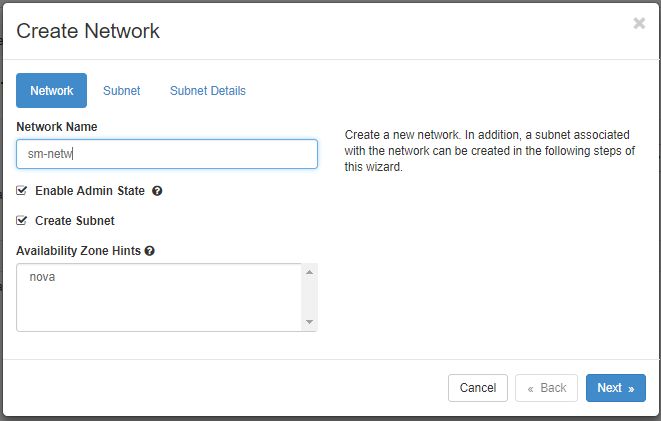 Create Network
×
Network Subnet Subnet Details
Network Name
sm-netw
Enable Admin State
Create Subnet
Availability Zone Hints
nova
Create a new network. In addition, a subnet associated
with the network can be created in the following steps of
this wizard.
Cancel « Back Next »